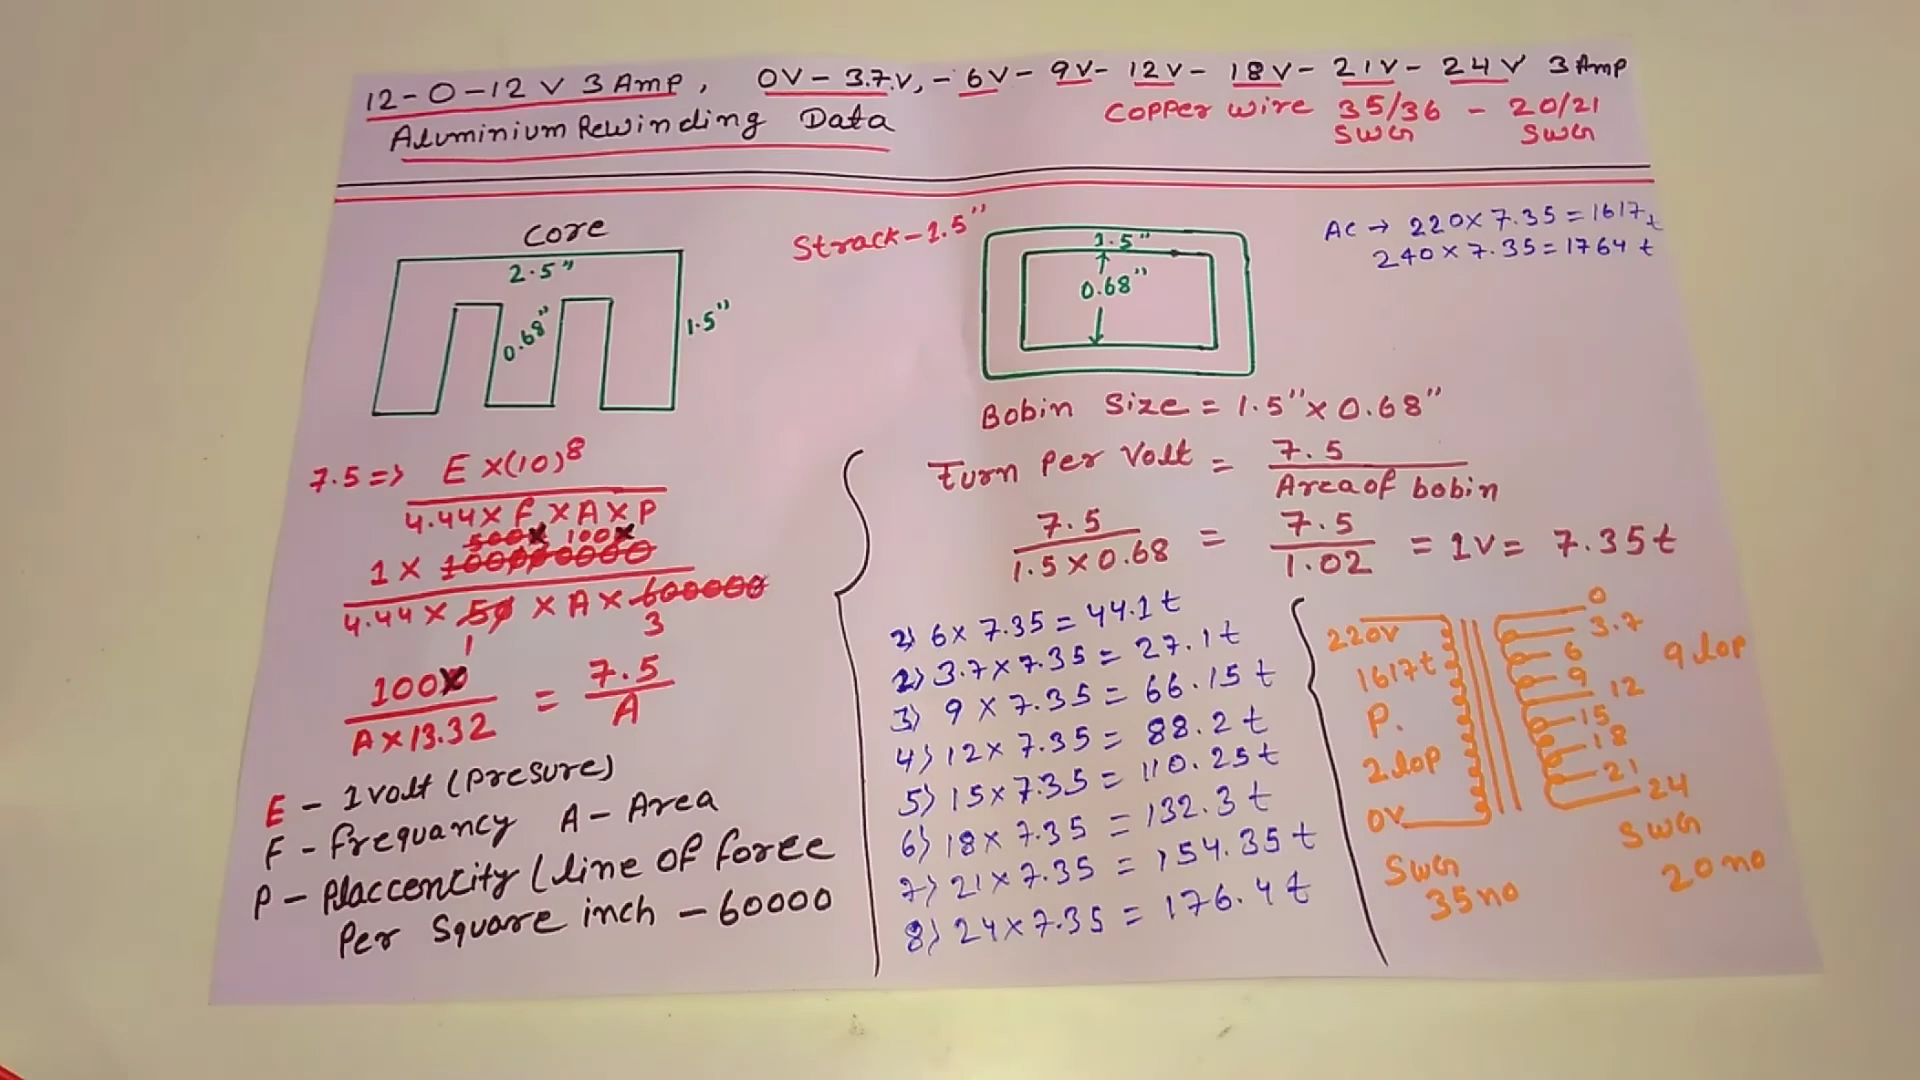 12-0-12 V 3 Amp, 0V - 3.7.V, - 6V - 9V- 12V- 18V- 21V- 24V 3 Amp
Aluminium Rewinding Data
Copper wire 35/36 - 20/21
SWG SWG
Core
2.5"
0.68"
1.5"
Strack-1.5"
1.5"
0.68"
AC → 220 x 7.35 = 1617 t
240 x 7.35 = 1764 t
Bobin Size = 1.5" x 0.68"
7.5 => E x(10)8
4.44 x F x A x P
500x 100x
1 x 100000000
4.44 x 50 x A x 600000
1 3
1000 = 7.5
A x 13.32 A
E - 1 volt (Presure)
F - frequancy A - Area
P - Placcencity (line of force
Per Square inch - 60000
Turn Per Volt = 7.5
Area of bobin
7.5 = 7.5 = 1v = 7.35t
1.5 x 0.68 1.02
1) 6 x 7.35 = 44.1 t
2) 3.7 x 7.35 = 27.1 t
3) 9 x 7.35 = 66.15 t
4) 12 x 7.35 = 88.2 t
5) 15 x 7.35 = 110.25 t
6) 18 x 7.35 = 132.3 t
7) 21 x 7.35 = 154.35 t
8) 24 x 7.35 = 176.4 t
220V
1617t
P.
2 lop
0V
SWG
35 no
0
3.7
6
9
12
15
18
21
24
9 lop
SWG
20 no